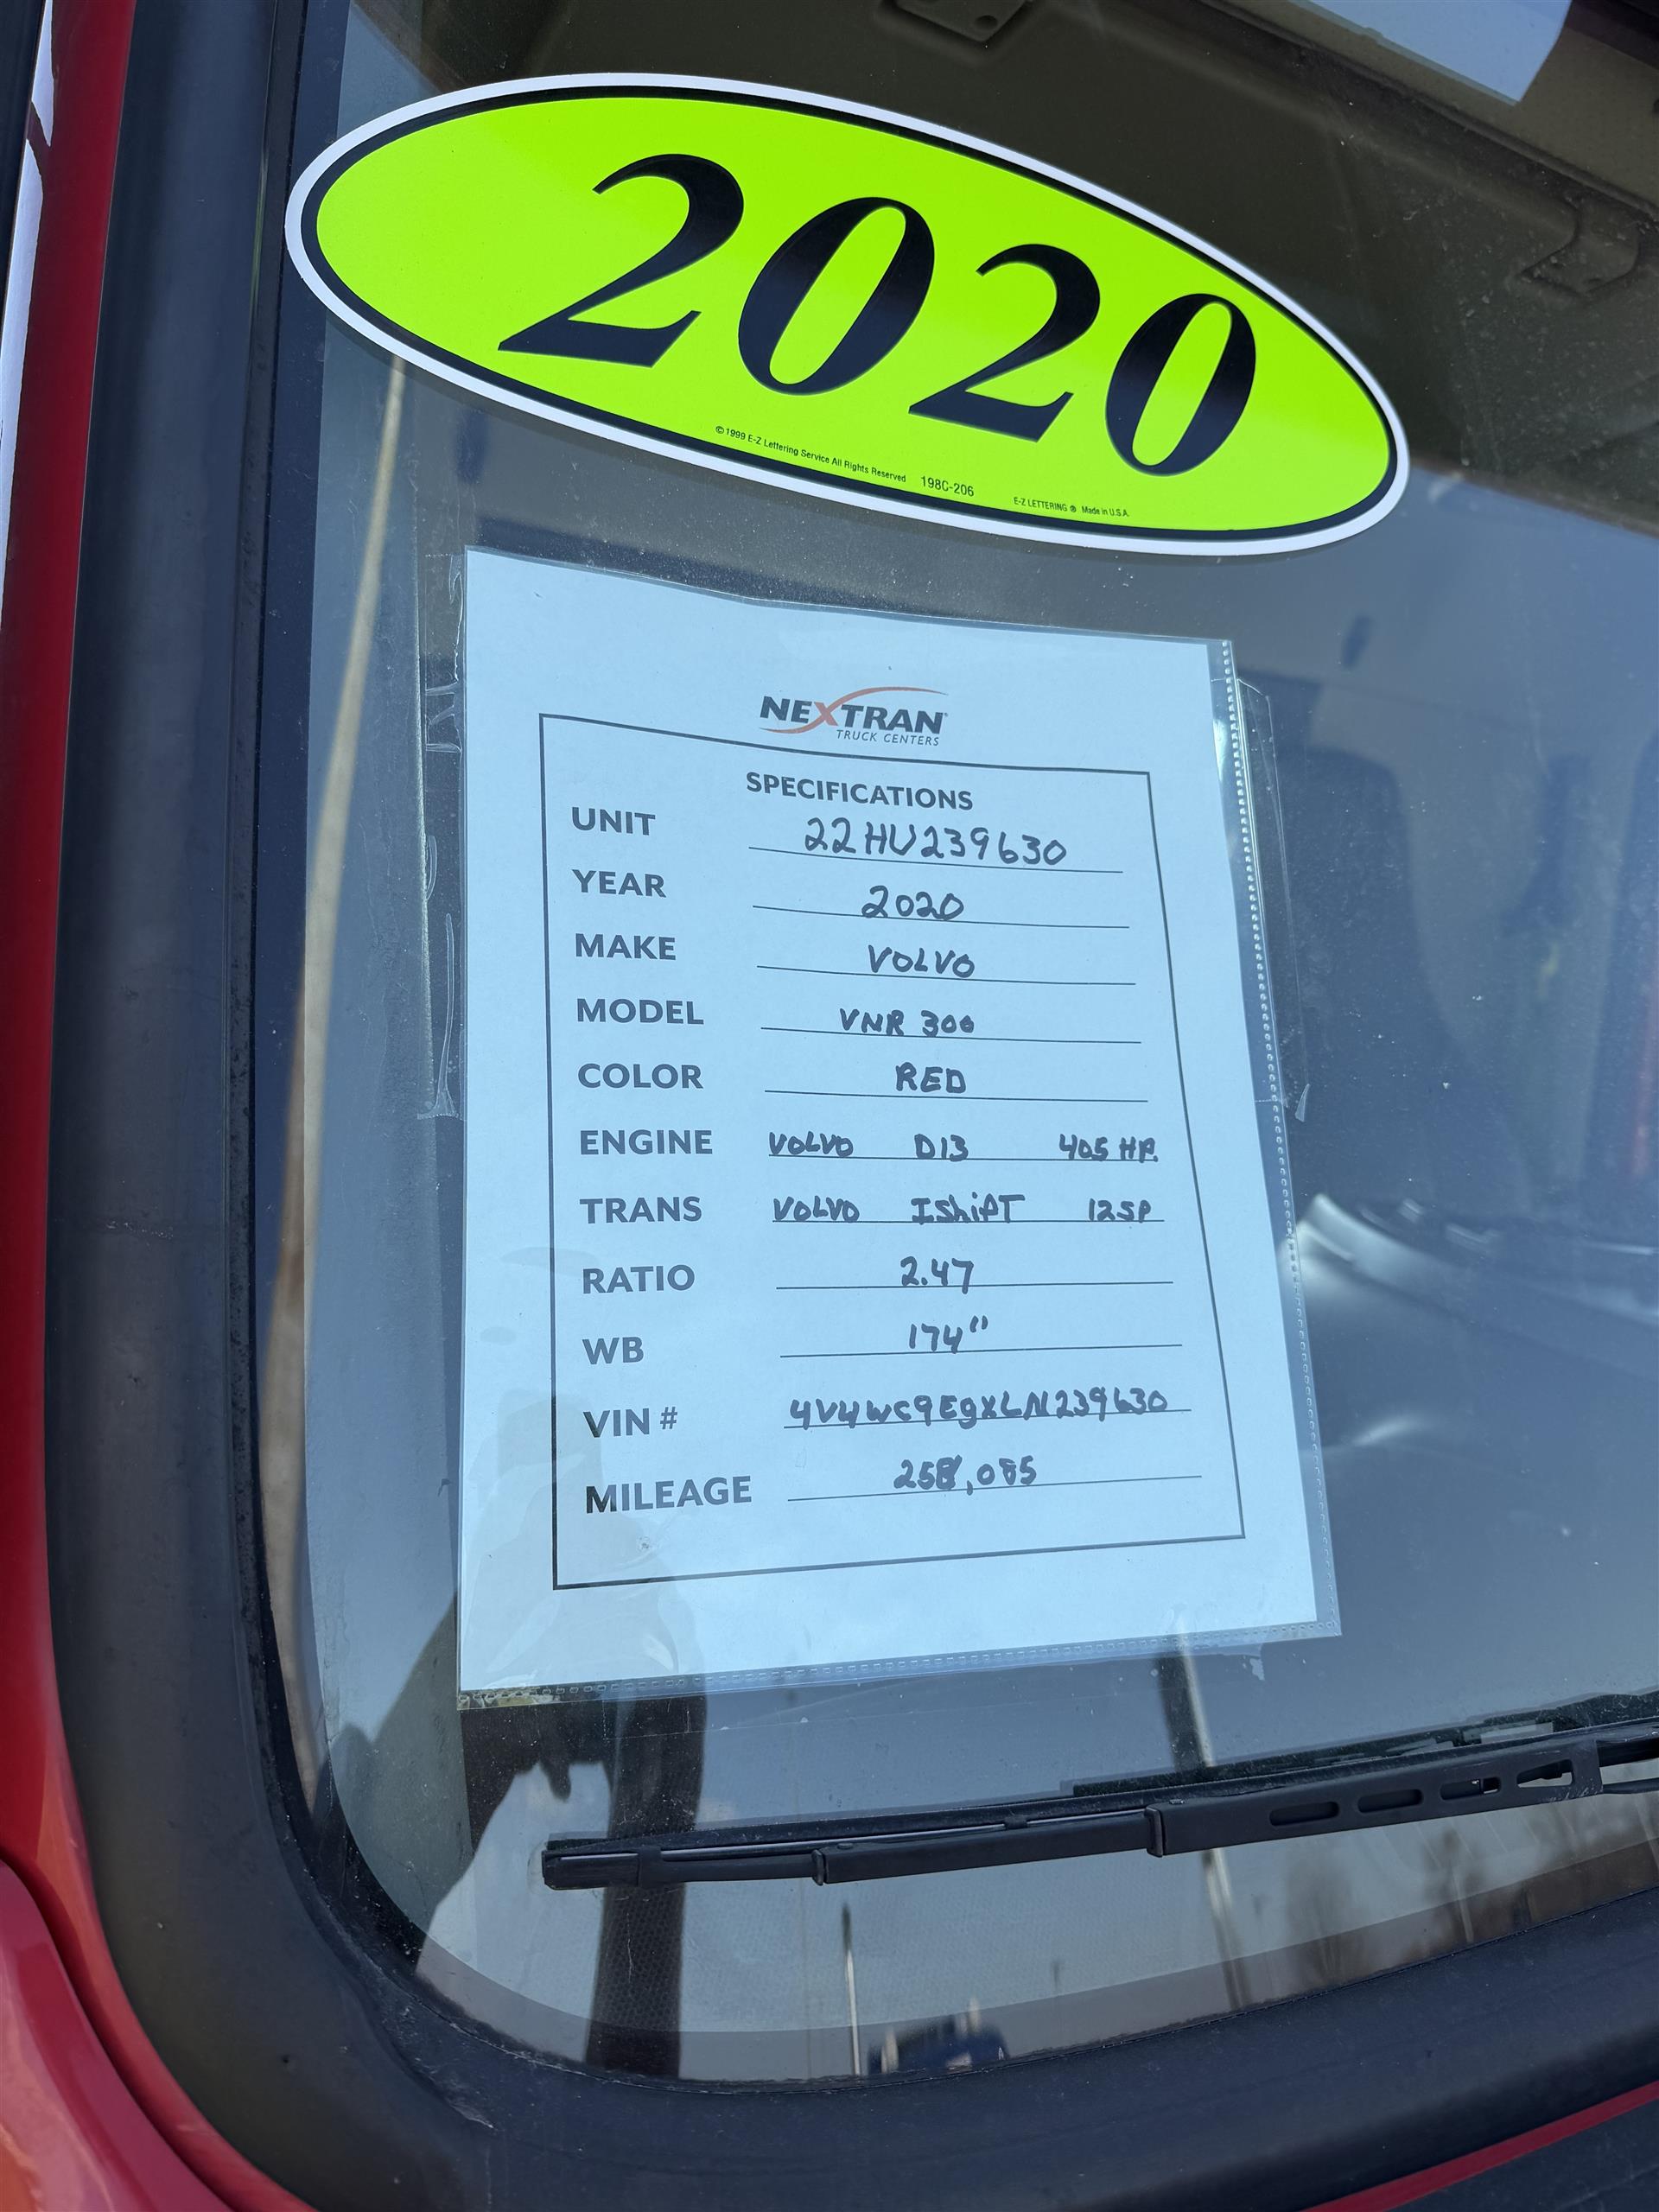 2020
©1999 E-Z Lettering Service All Rights Reserved 198C-206 E-Z LETTERING ® Made in U.S.A.
NEXTRAN
TRUCK CENTERS
SPECIFICATIONS
UNIT 22HU239630
YEAR 2020
MAKE VOLVO
MODEL VNR 300
COLOR RED
ENGINE VOLVO D13 405 HP.
TRANS VOLVO IShift 12SP
RATIO 2.47
WB 174"
VIN # 4V4WC9EgXLN239630
MILEAGE